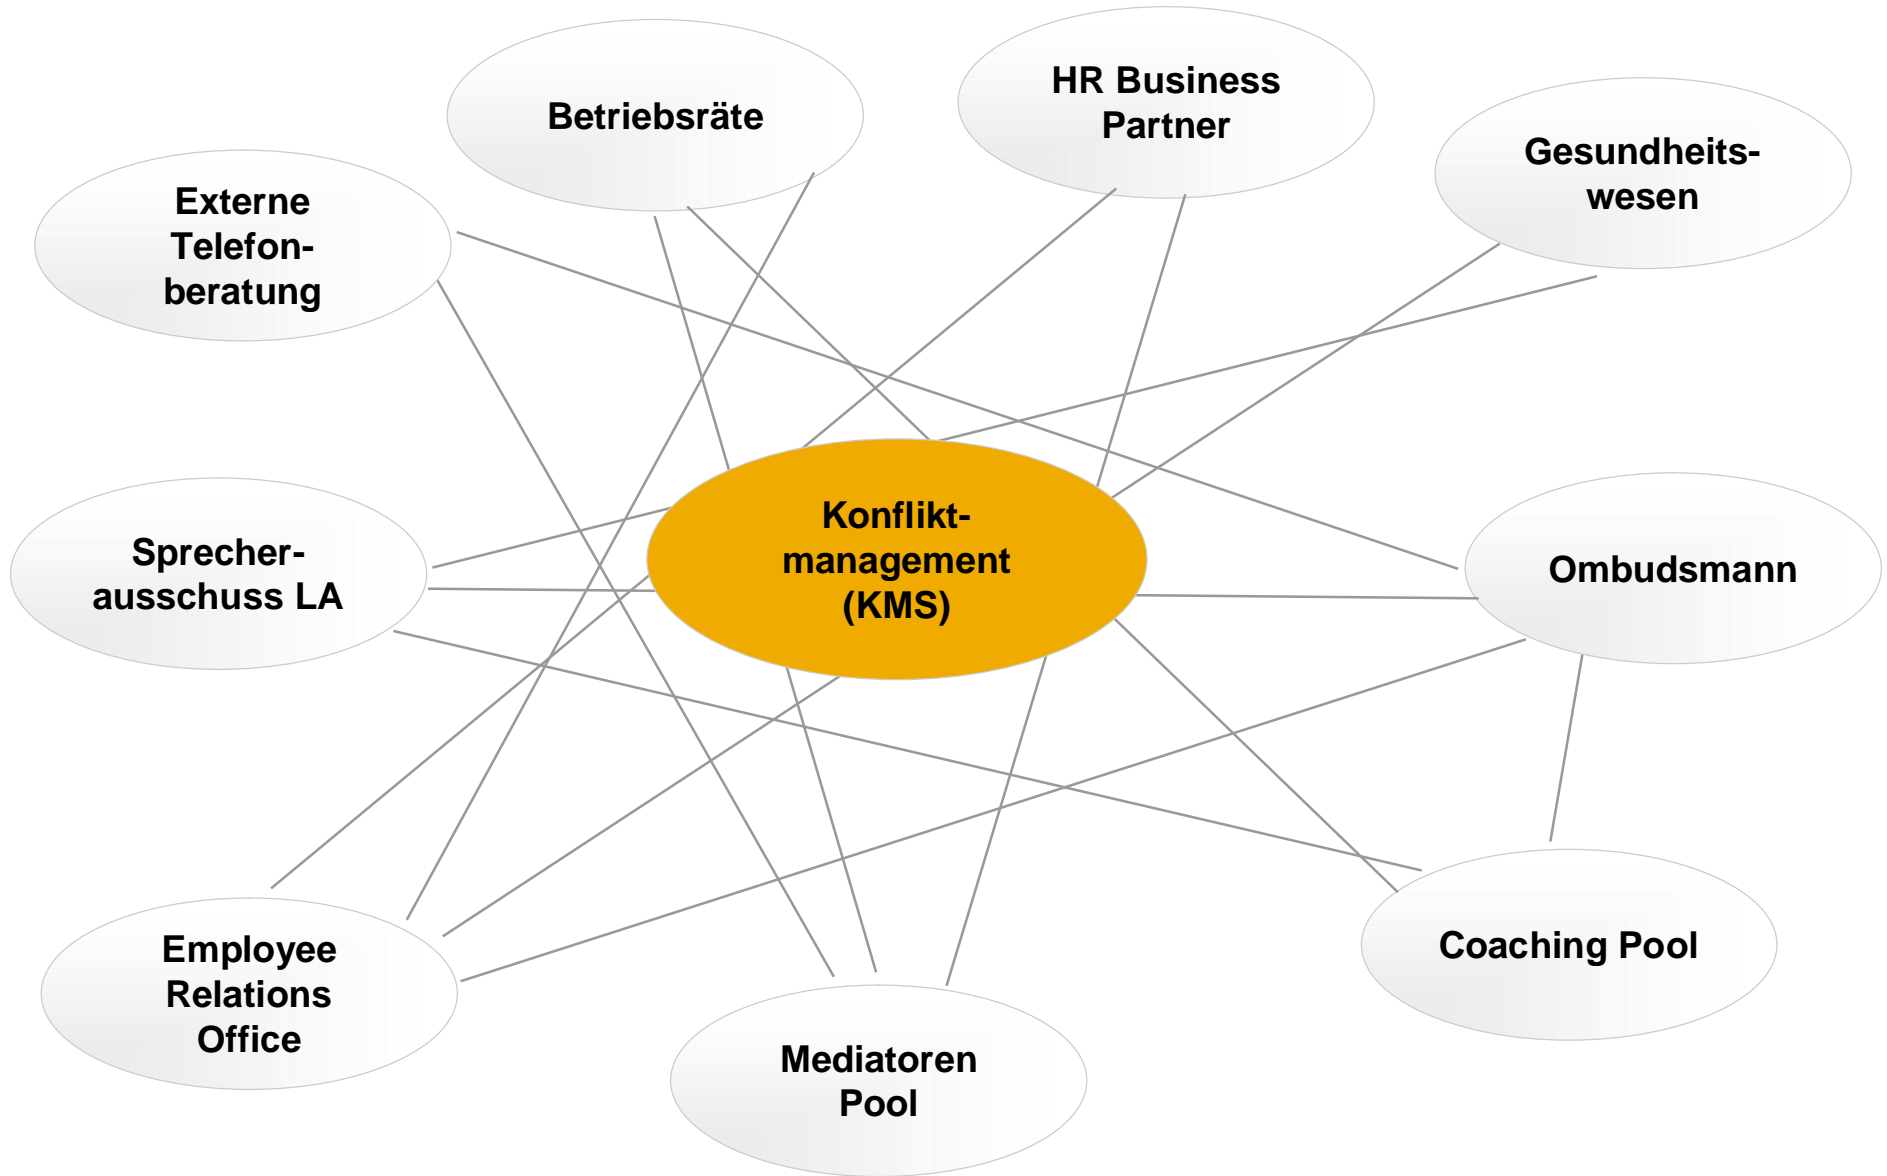 Betriebsräte
HR Business
Partner
Gesundheits-
wesen
Externe
Telefon-
beratung
Konflikt-
management
(KMS)
Sprecher-
ausschuss LA
Ombudsmann
Employee
Relations
Office
Mediatoren
Pool
Coaching Pool